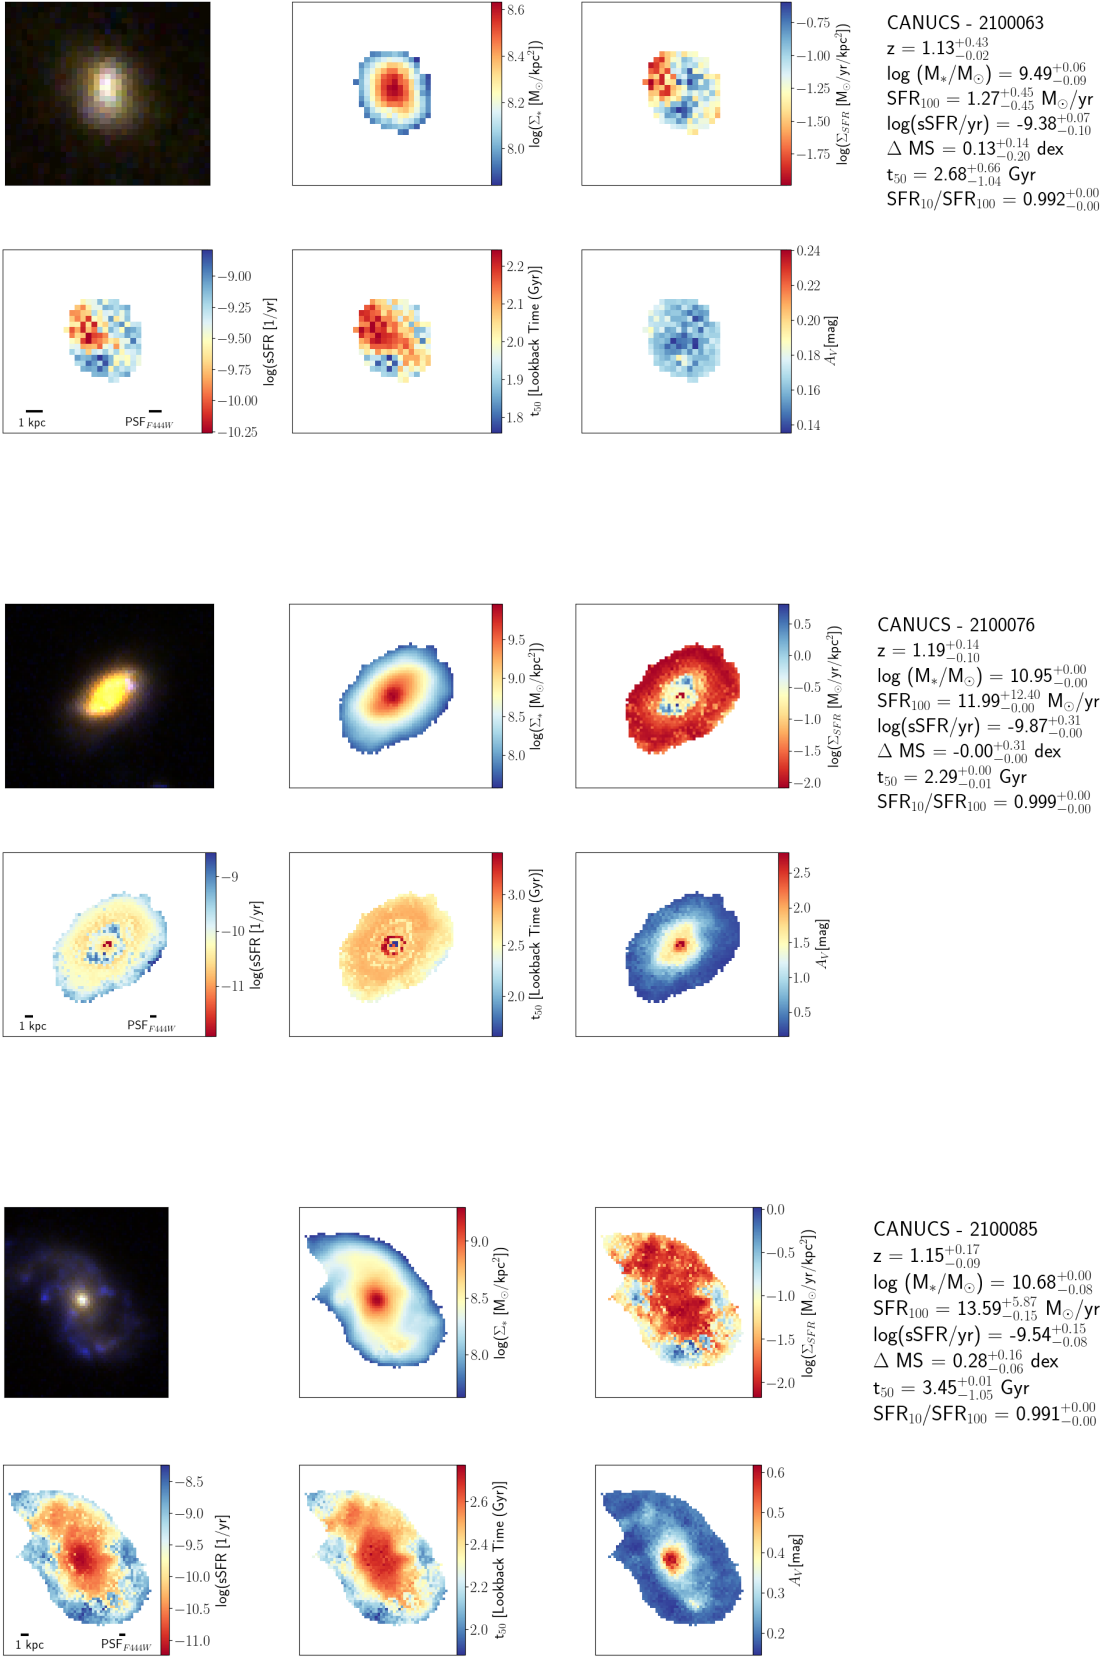 8.6
8.4
8.2
8.0
log(Σ* [M⊙/kpc²])
−0.75
−1.00
−1.25
−1.50
−1.75
log(Σ_SFR [M⊙/yr/kpc²])
CANUCS - 2100063
z = 1.13 +0.43 −0.02
log (M*/M⊙) = 9.49 +0.06 −0.09
SFR100 = 1.27 +0.45 −0.45 M⊙/yr
log(sSFR/yr) = -9.38 +0.07 −0.10
Δ MS = 0.13 +0.14 −0.20 dex
t50 = 2.68 +0.66 −1.04 Gyr
SFR10/SFR100 = 0.992 +0.00 −0.00
1 kpc
PSF F444W
−9.00
−9.25
−9.50
−9.75
−10.00
−10.25
log(sSFR [1/yr])
2.2
2.1
2.0
1.9
1.8
t50 [Lookback Time (Gyr)]
0.24
0.22
0.20
0.18
0.16
0.14
A_V[mag]
9.5
9.0
8.5
8.0
log(Σ* [M⊙/kpc²])
0.5
0.0
−0.5
−1.0
−1.5
−2.0
log(Σ_SFR [M⊙/yr/kpc²])
CANUCS - 2100076
z = 1.19 +0.14 −0.10
log (M*/M⊙) = 10.95 +0.00 −0.00
SFR100 = 11.99 +12.40 −0.00 M⊙/yr
log(sSFR/yr) = -9.87 +0.31 −0.00
Δ MS = -0.00 +0.31 −0.00 dex
t50 = 2.29 +0.00 −0.01 Gyr
SFR10/SFR100 = 0.999 +0.00 −0.00
1 kpc
PSF F444W
−9
−10
−11
log(sSFR [1/yr])
3.0
2.5
2.0
t50 [Lookback Time (Gyr)]
2.5
2.0
1.5
1.0
0.5
A_V[mag]
9.0
8.5
8.0
log(Σ* [M⊙/kpc²])
0.0
−0.5
−1.0
−1.5
−2.0
log(Σ_SFR [M⊙/yr/kpc²])
CANUCS - 2100085
z = 1.15 +0.17 −0.09
log (M*/M⊙) = 10.68 +0.00 −0.08
SFR100 = 13.59 +5.87 −0.15 M⊙/yr
log(sSFR/yr) = -9.54 +0.15 −0.08
Δ MS = 0.28 +0.16 −0.06 dex
t50 = 3.45 +0.01 −1.05 Gyr
SFR10/SFR100 = 0.991 +0.00 −0.00
1 kpc
PSF F444W
−8.5
−9.0
−9.5
−10.0
−10.5
−11.0
log(sSFR [1/yr])
2.6
2.4
2.2
2.0
t50 [Lookback Time (Gyr)]
0.6
0.5
0.4
0.3
0.2
A_V[mag]